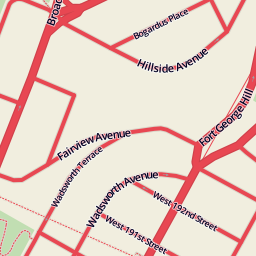 Broad
Bogardus Place
Hillside Avenue
Fort George Hill
Fairview Avenue
Wadsworth Terrace
Wadsworth Avenue
West 192nd Street
West 191st Street